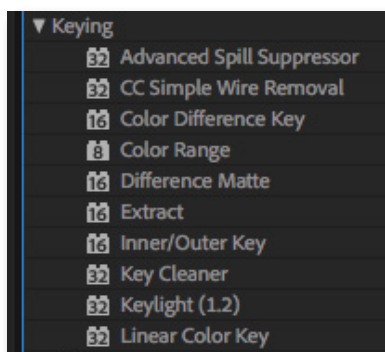 ▼ Keying
32 Advanced Spill Suppressor
32 CC Simple Wire Removal
16 Color Difference Key
8 Color Range
16 Difference Matte
16 Extract
16 Inner/Outer Key
32 Key Cleaner
32 Keylight (1.2)
32 Linear Color Key